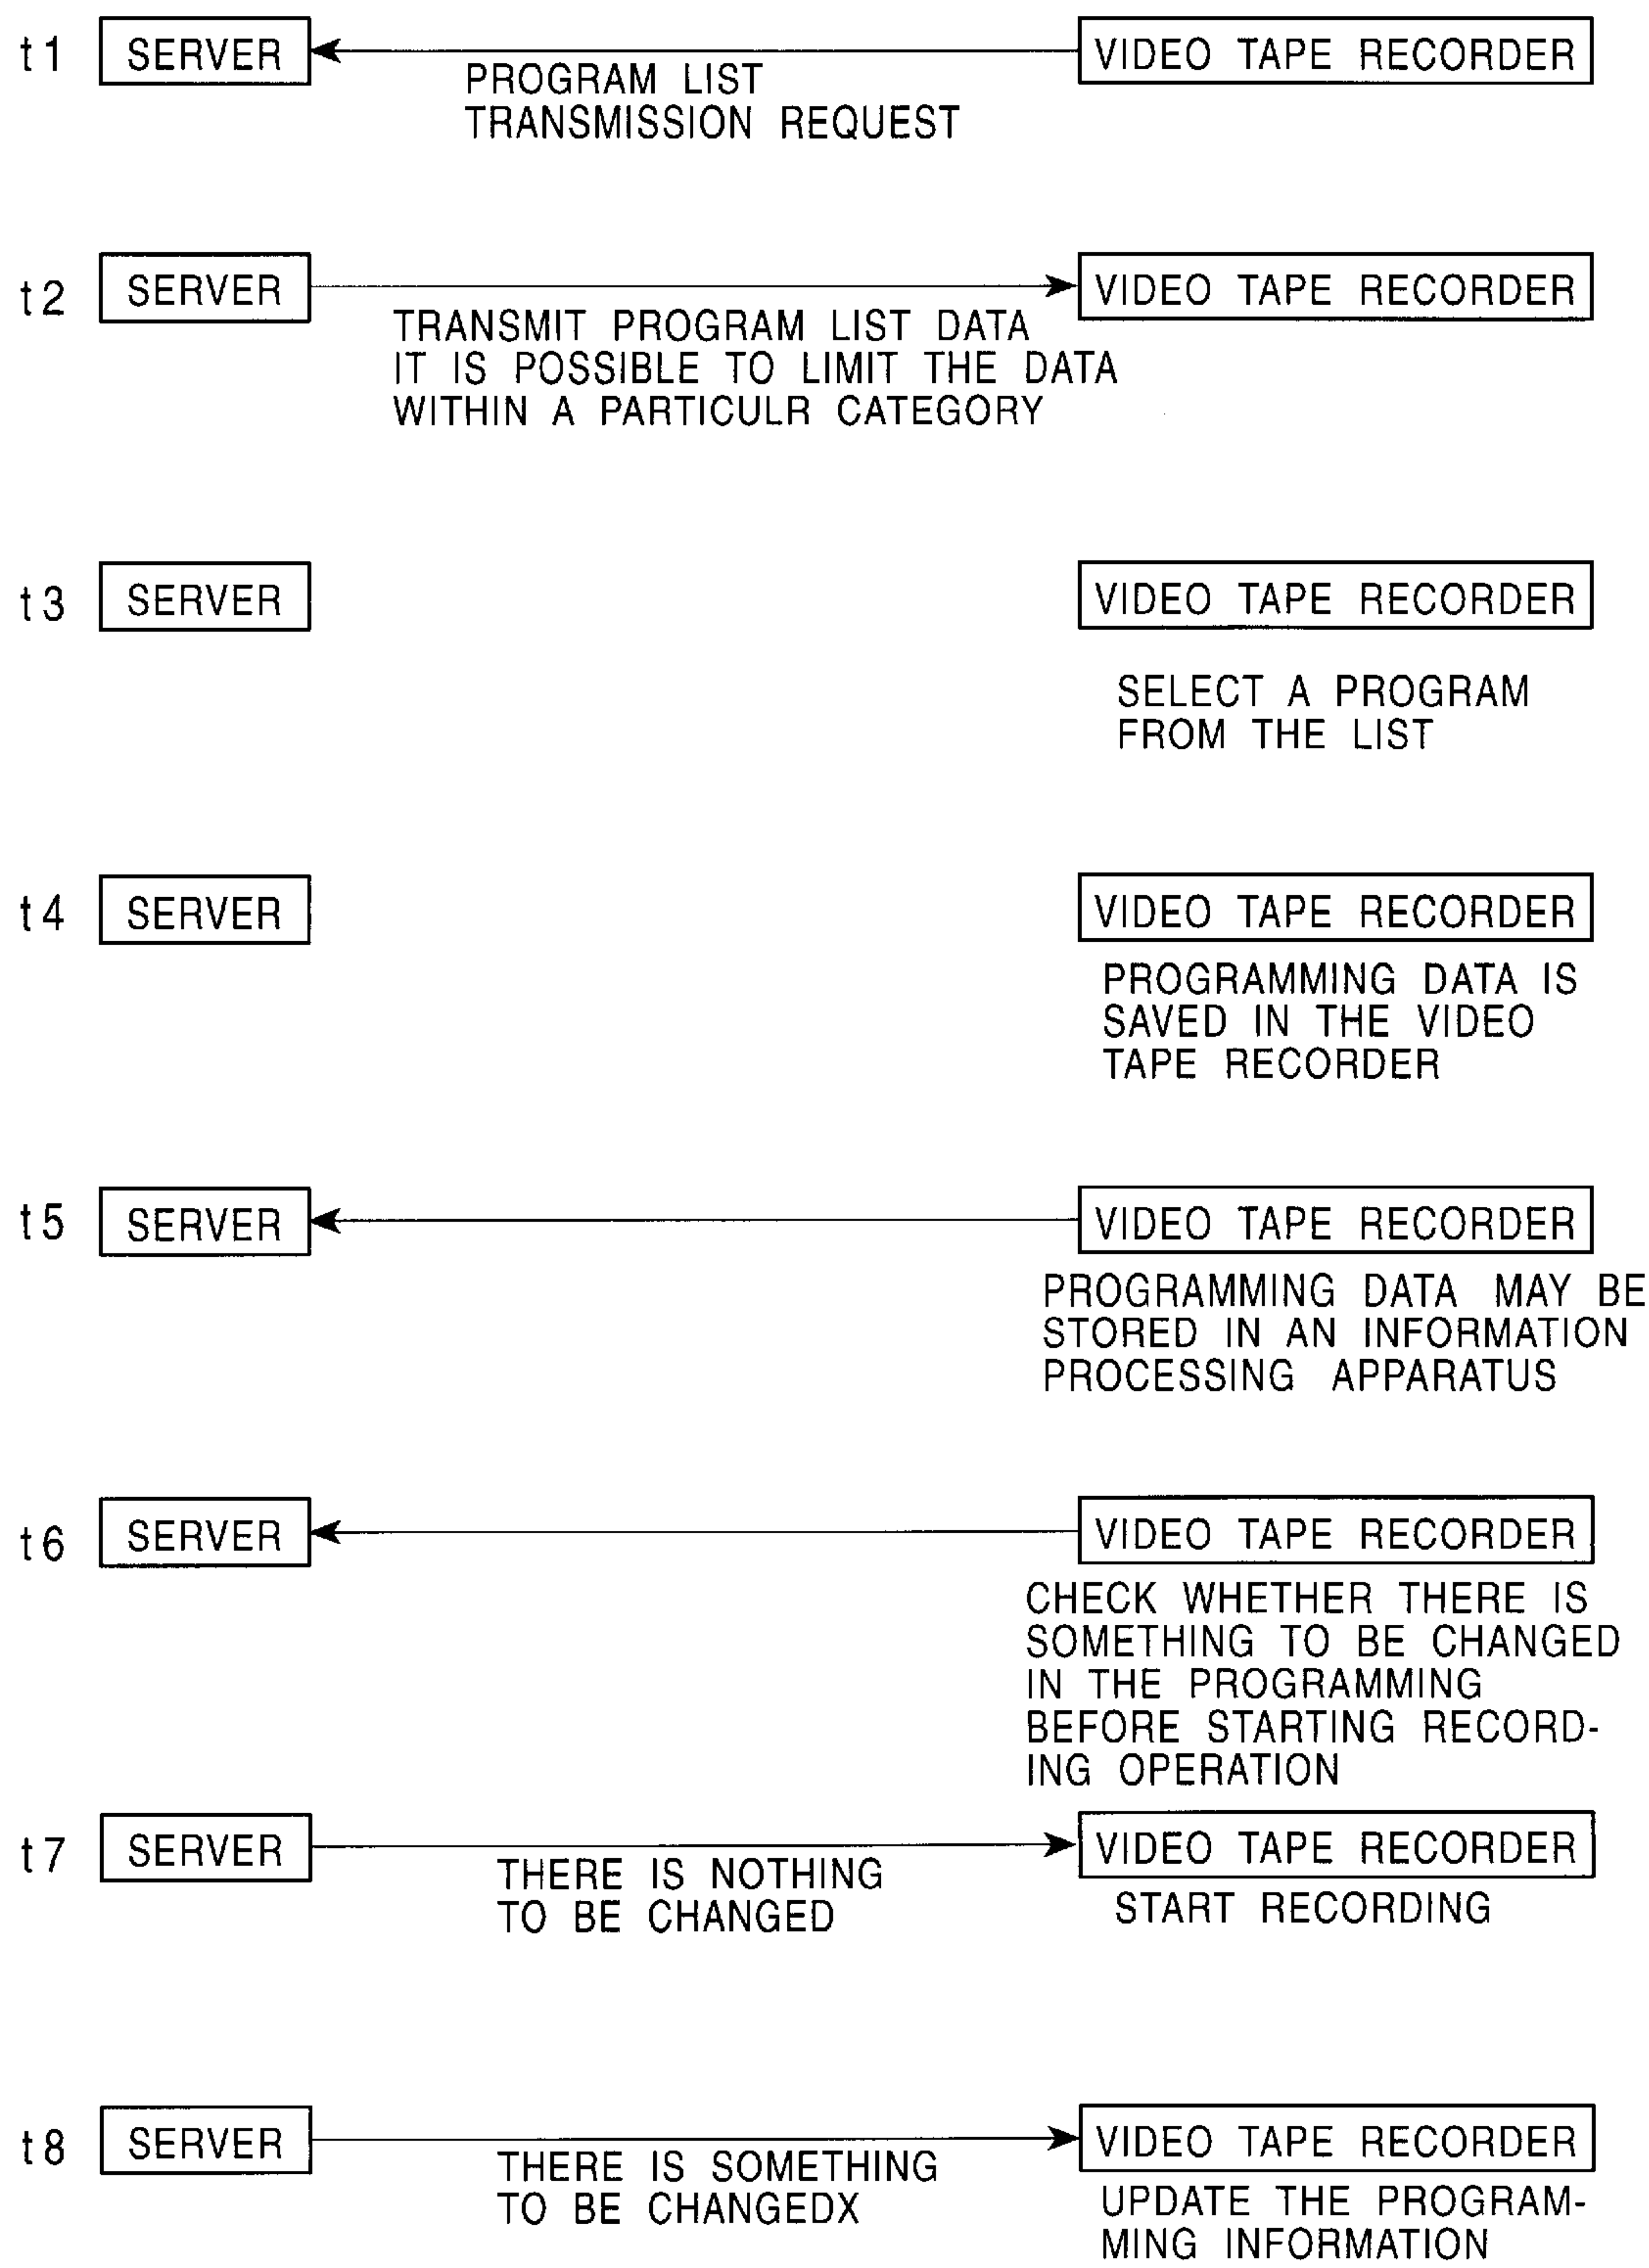 t1 SERVER VIDEO TAPE RECORDER
PROGRAM LIST
TRANSMISSION REQUEST
t2 SERVER VIDEO TAPE RECORDER
TRANSMIT PROGRAM LIST DATA
IT IS POSSIBLE TO LIMIT THE DATA
WITHIN A PARTICULR CATEGORY
t3 SERVER VIDEO TAPE RECORDER
SELECT A PROGRAM
FROM THE LIST
t4 SERVER VIDEO TAPE RECORDER
PROGRAMMING DATA IS
SAVED IN THE VIDEO
TAPE RECORDER
t5 SERVER VIDEO TAPE RECORDER
PROGRAMMING DATA MAY BE
STORED IN AN INFORMATION
PROCESSING APPARATUS
t6 SERVER VIDEO TAPE RECORDER
CHECK WHETHER THERE IS
SOMETHING TO BE CHANGED
IN THE PROGRAMMING
BEFORE STARTING RECORD-
ING OPERATION
t7 SERVER VIDEO TAPE RECORDER
THERE IS NOTHING
TO BE CHANGED
START RECORDING
t8 SERVER VIDEO TAPE RECORDER
THERE IS SOMETHING
TO BE CHANGEDX
UPDATE THE PROGRAM-
MING INFORMATION